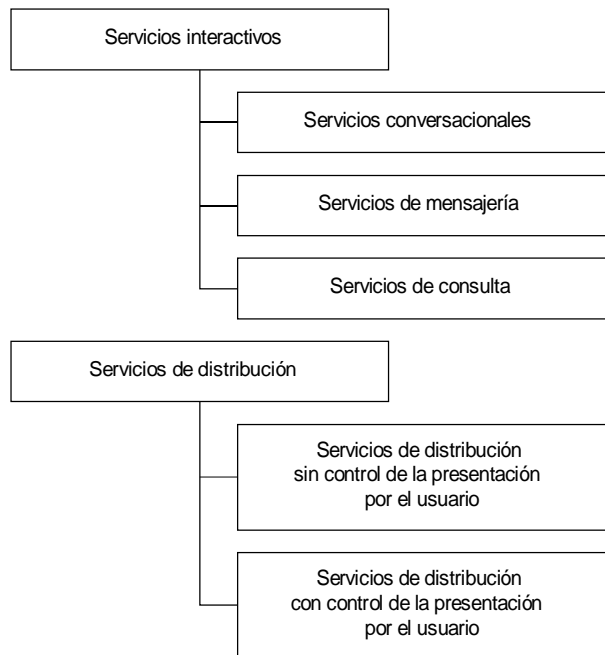 Servicios interactivos
Servicios conversacionales
Servicios de mensajería
Servicios de consulta
Servicios de distribución
Servicios de distribución
sin control de la presentación
por el usuario
Servicios de distribución
con control de la presentación
por el usuario